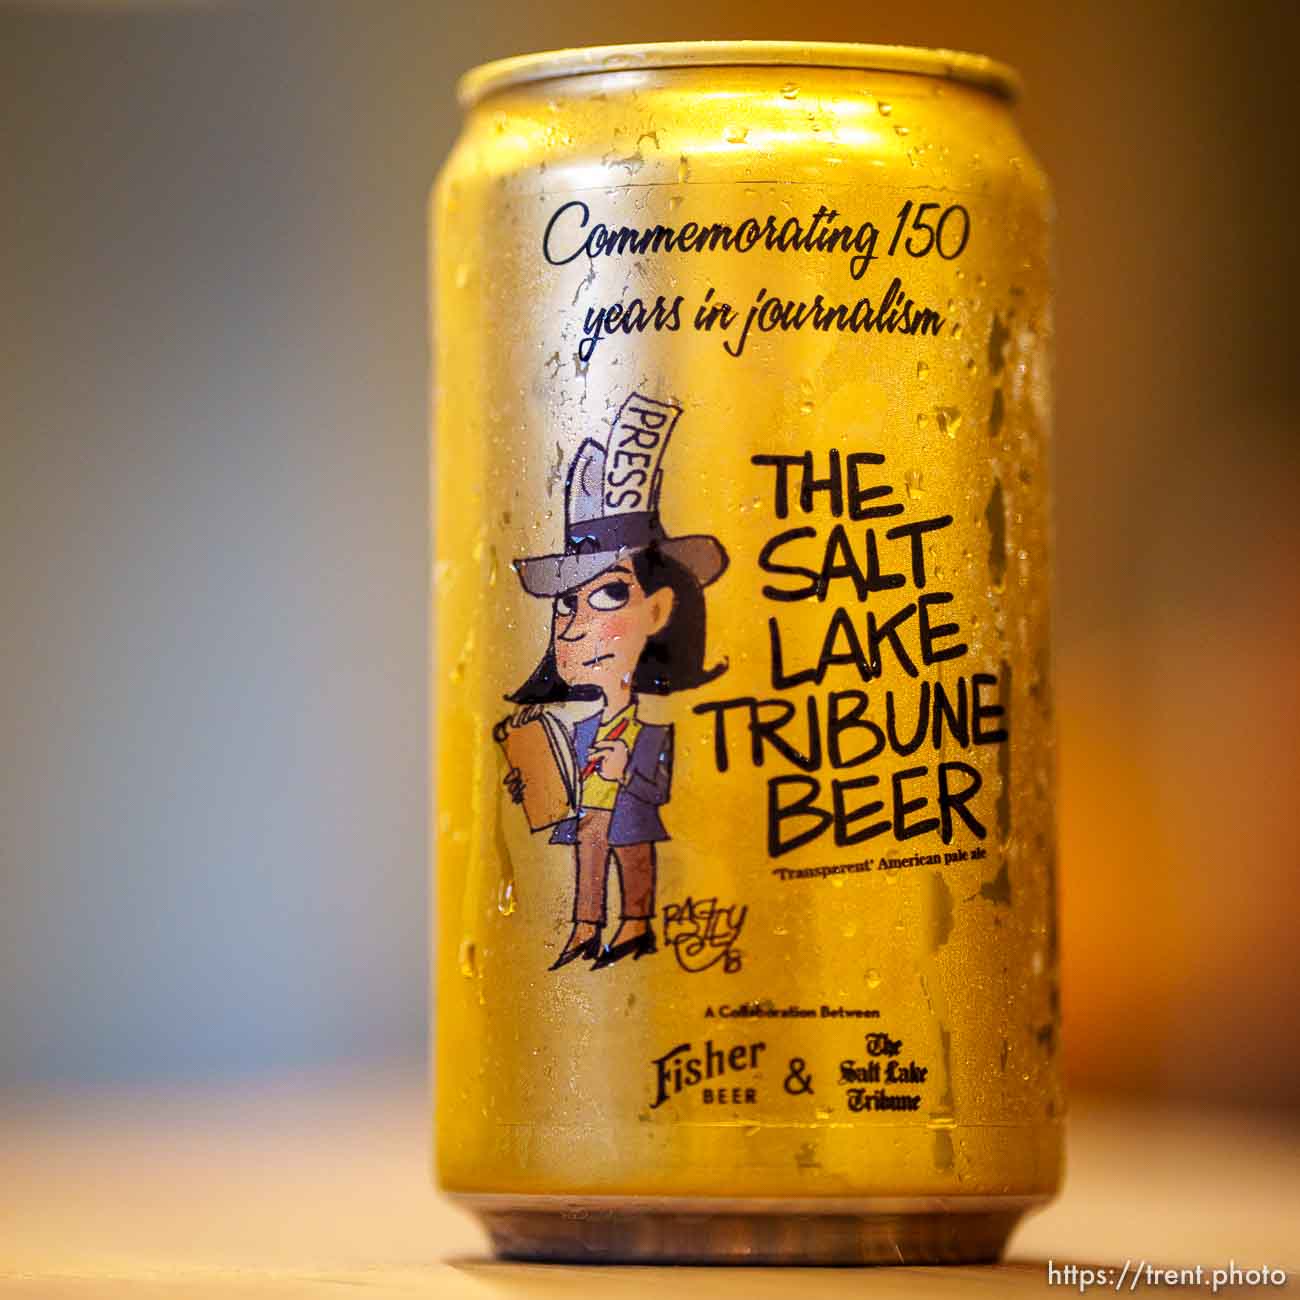 Commemorating 150
years in journalism
PRESS
THE
SALT
LAKE
TRIBUNE
BEER
'Transparent' American pale ale
A Collaboration Between
Fisher
BEER
&
The
Salt Lake
Tribune
https://trent.photo